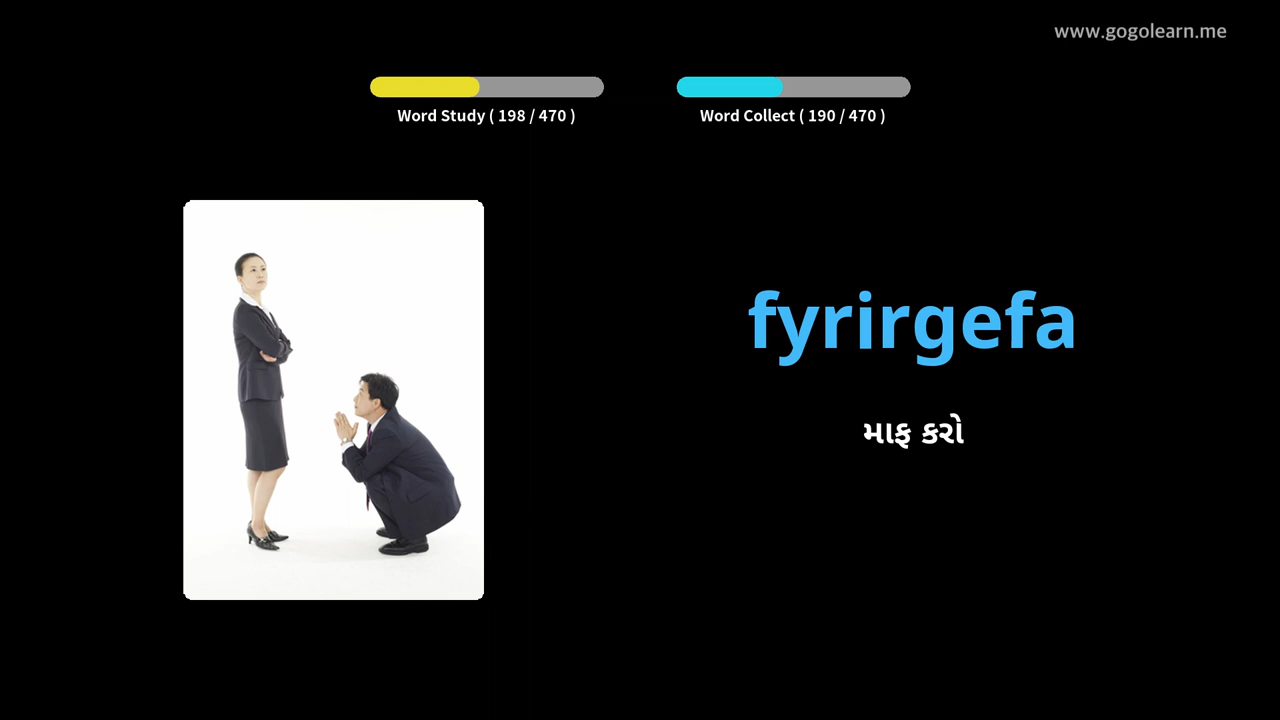 www.gogolearn.me
Word Study ( 198 / 470 )
Word Collect ( 190 / 470 )
fyrirgefa
માફ કરો